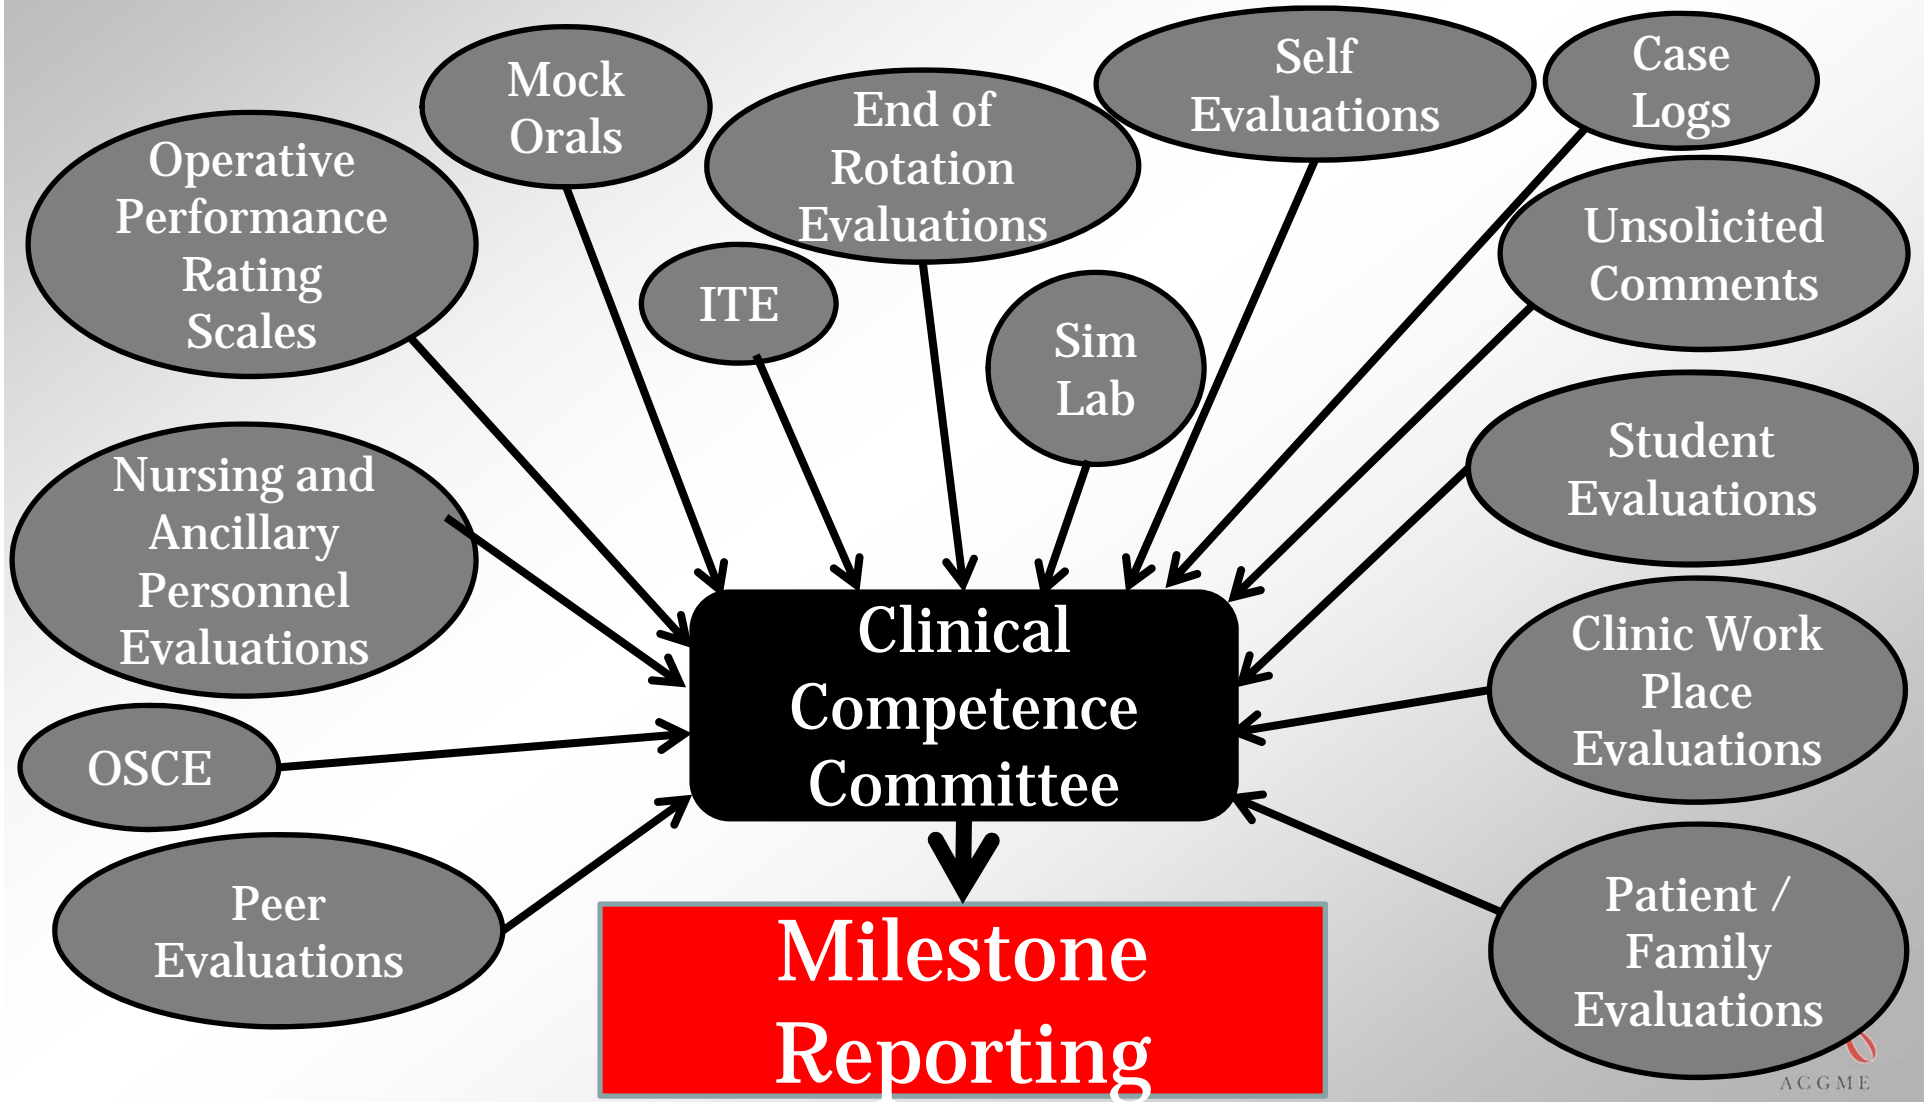 Mock
Orals
Self
Evaluations
Case
Logs
Operative
Performance
Rating
Scales
End of
Rotation
Evaluations
Unsolicited
Comments
ITE
Sim
Lab
Student
Evaluations
Nursing and
Ancillary
Personnel
Evaluations
Clinical
Competence
Committee
Clinic Work
Place
Evaluations
OSCE
Peer
Evaluations
Patient /
Family
Evaluations
Milestone
Reporting
ACGME